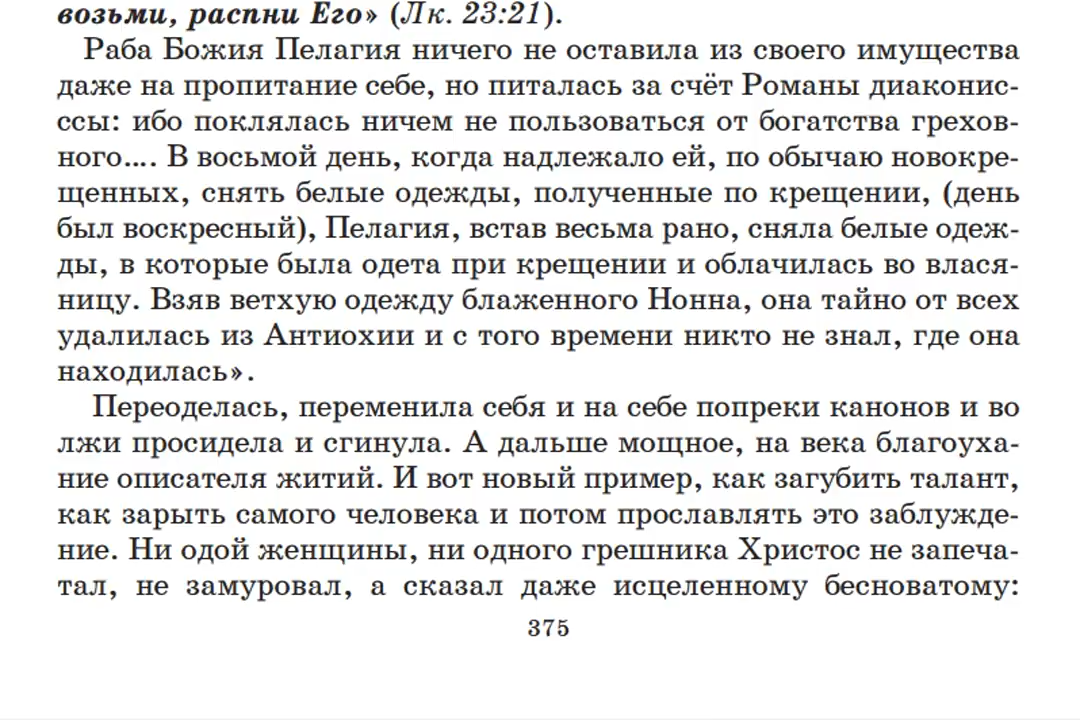 возьми, распни Его» (Лк. 23:21).
Раба Божия Пелагия ничего не оставила из своего имущества
даже на пропитание себе, но питалась за счёт Романы диаконис-
ссы: ибо поклялась ничем не пользоваться от богатства грехов-
ного.... В восьмой день, когда надлежало ей, по обычаю новокре-
щенных, снять белые одежды, полученные по крещении, (день
был воскресный), Пелагия, встав весьма рано, сняла белые одеж-
ды, в которые была одета при крещении и облачилась во влася-
ницу. Взяв ветхую одежду блаженного Нонна, она тайно от всех
удалилась из Антиохии и с того времени никто не знал, где она
находилась».
Переоделась, переменила себя и на себе попреки канонов и во
лжи просидела и сгинула. А дальше мощное, на века благоуха-
ние описателя житий. И вот новый пример, как загубить талант,
как зарыть самого человека и потом прославлять это заблужде-
ние. Ни одой женщины, ни одного грешника Христос не запеча-
тал, не замуровал, а сказал даже исцеленному бесноватому:
375